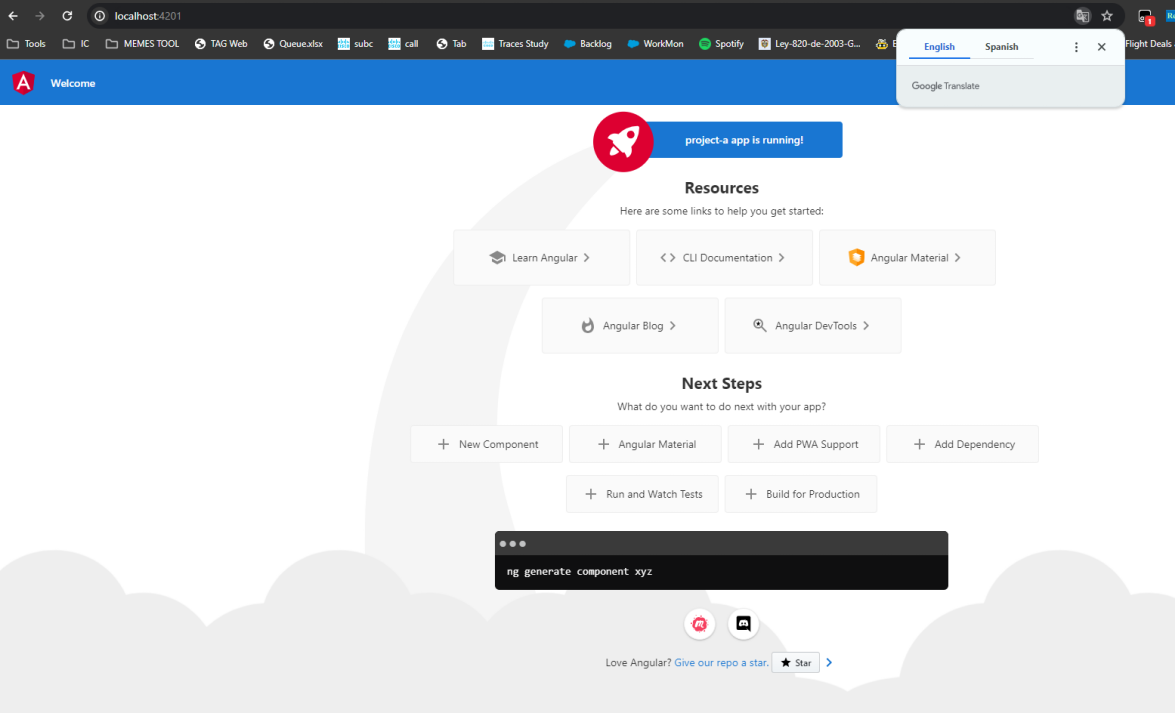 localhost:4201
1
Tools
IC
MEMES TOOL
TAG Web
Queue.xlsx
subc
call
Tab
Traces Study
Backlog
WorkMon
Spotify
Ley-820-de-2003-G...
Flight Deals
English
Spanish
Google Translate
Welcome
project-a app is running!
Resources
Here are some links to help you get started:
Learn Angular
CLI Documentation
Angular Material
Angular Blog
Angular DevTools
Next Steps
What do you want to do next with your app?
New Component
Angular Material
Add PWA Support
Add Dependency
Run and Watch Tests
Build for Production
ng generate component xyz
Love Angular? Give our repo a star. Star